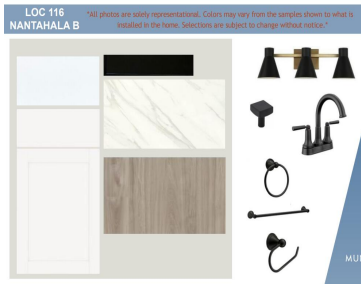 LOC 116
NANTAHALA B
"All photos are solely representational. Colors may vary from the samples shown to what is
installed in the home. Selections are subject to change without notice."
MU